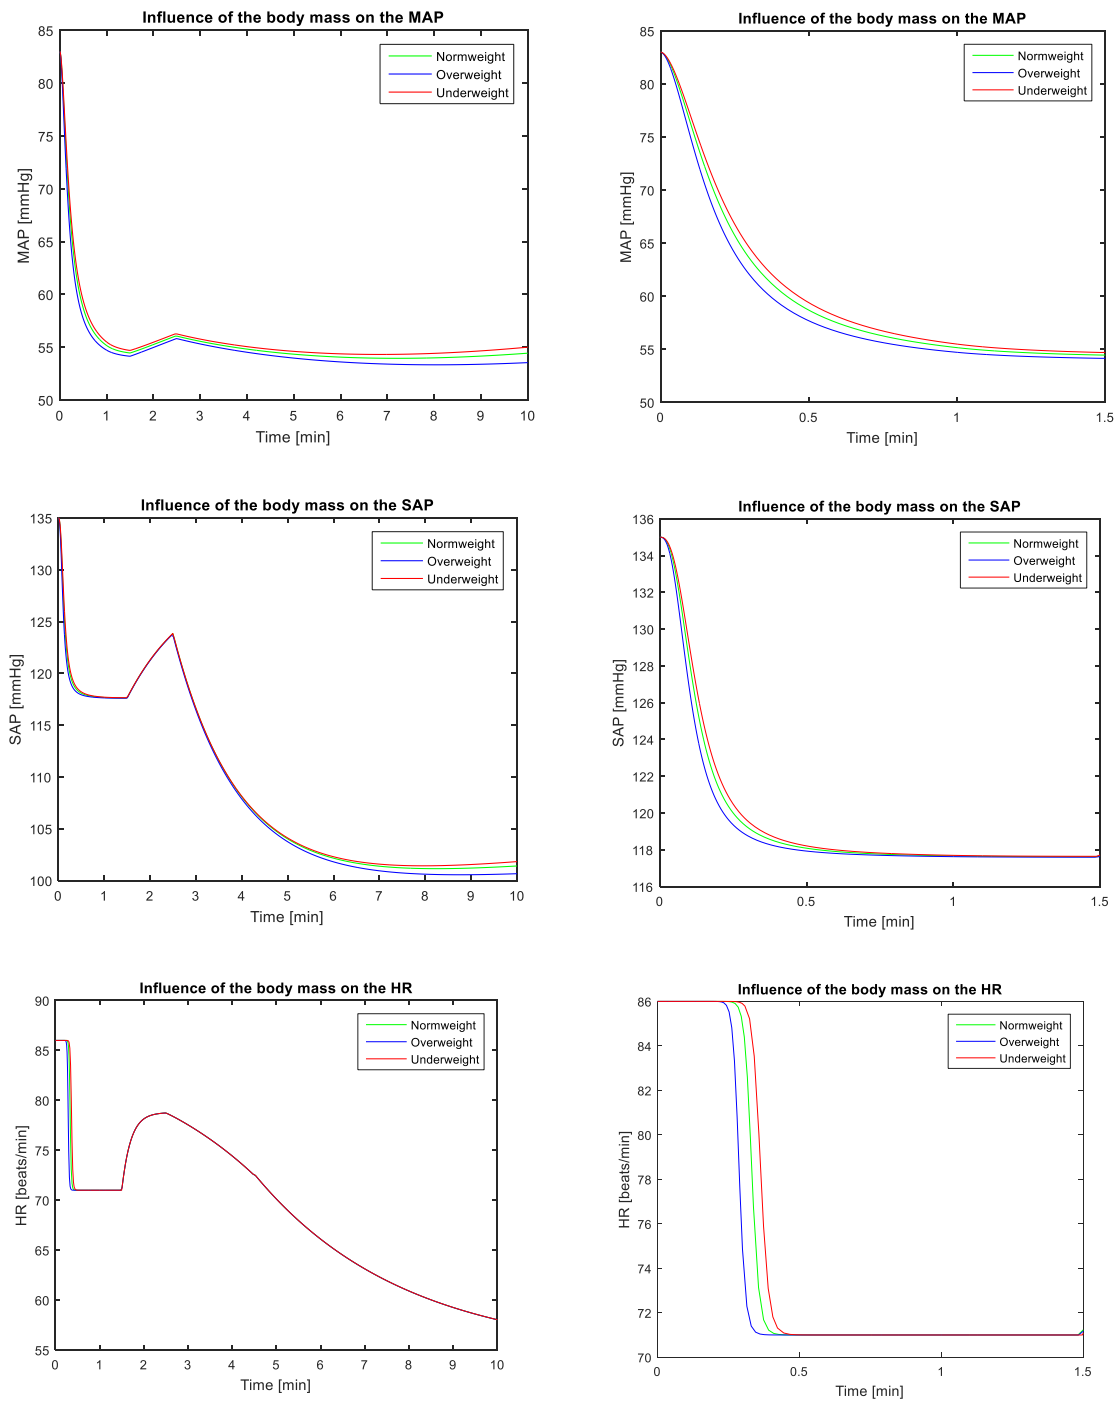 Influence of the body mass on the MAP
85
80
75
70
65
60
55
50
MAP [mmHg]
Normweight
Overweight
Underweight
0 1 2 3 4 5 6 7 8 9 10
Time [min]
Influence of the body mass on the MAP
85
80
75
70
65
60
55
50
MAP [mmHg]
Normweight
Overweight
Underweight
0 0.5 1 1.5
Time [min]
Influence of the body mass on the SAP
135
130
125
120
115
110
105
100
SAP [mmHg]
Normweight
Overweight
Underweight
0 1 2 3 4 5 6 7 8 9 10
Time [min]
Influence of the body mass on the SAP
136
134
132
130
128
126
124
122
120
118
116
SAP [mmHg]
Normweight
Overweight
Underweight
0 0.5 1 1.5
Time [min]
Influence of the body mass on the HR
90
85
80
75
70
65
60
55
HR [beats/min]
Normweight
Overweight
Underweight
0 1 2 3 4 5 6 7 8 9 10
Time [min]
Influence of the body mass on the HR
86
84
82
80
78
76
74
72
70
HR [beats/min]
Normweight
Overweight
Underweight
0 0.5 1 1.5
Time [min]